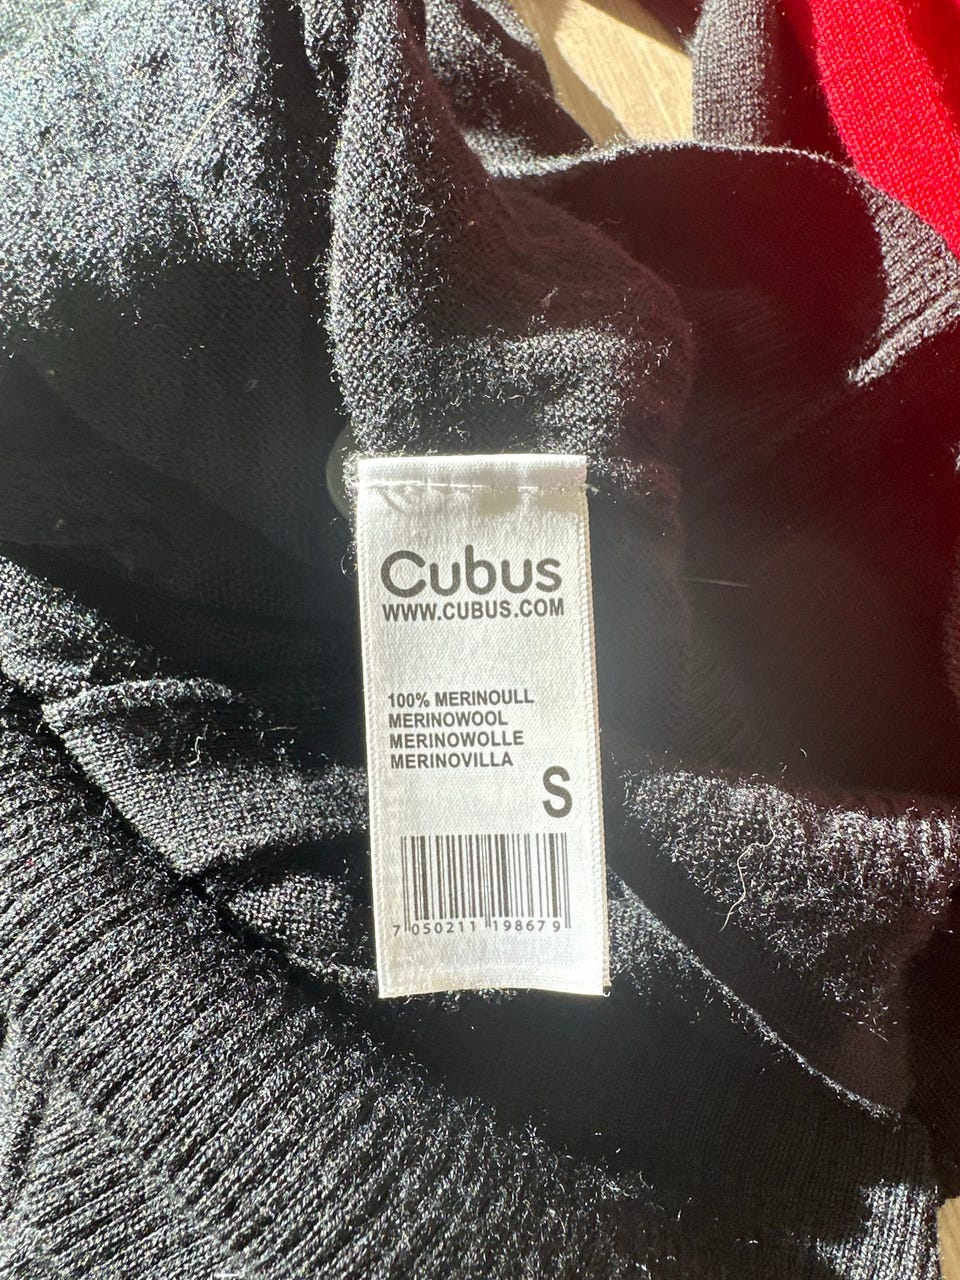 Cubus
WWW.CUBUS.COM
100% MERINOULL
MERINOWOOL
MERINOWOLLE
MERINOVILLA
S
7 050211 198679